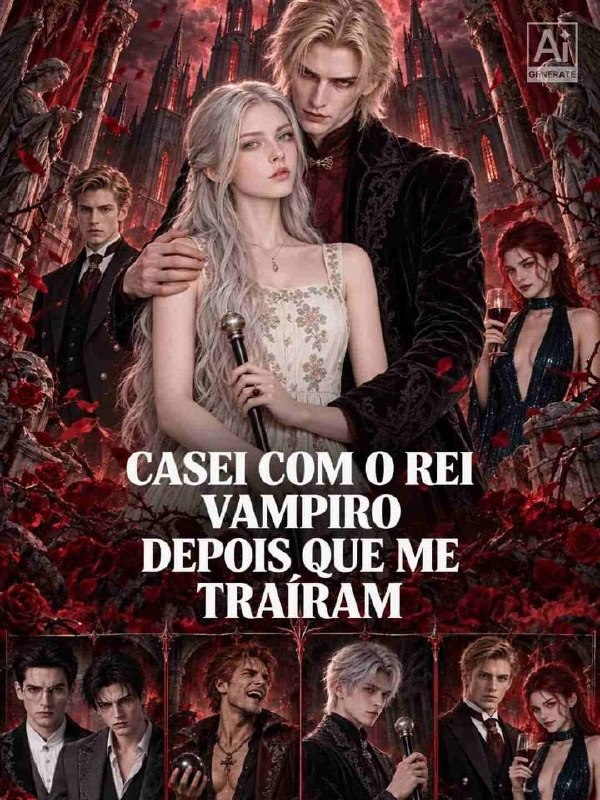 Ai
GENERATE
CASEI COM O REI
VAMPIRO
DEPOIS QUE ME
TRAÍRAM